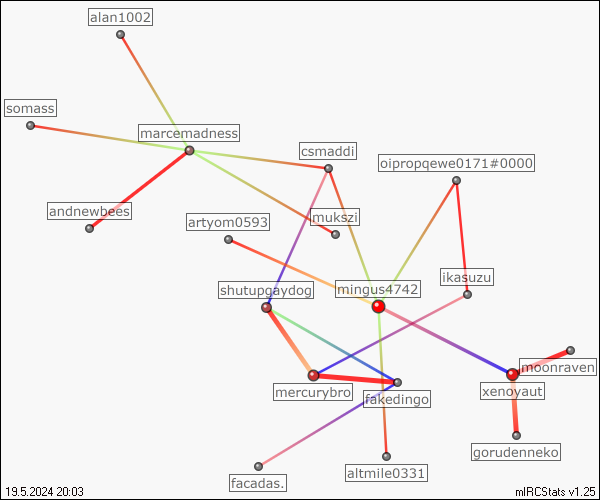 alan1002
somass
marcemadness
csmaddi
oipropqewe0171#0000
andnewbees
artyom0593
mukszi
ikasuzu
shutupgaydog
mingus4742
moonraven
mercurybro
fakedingo
xenoyaut
gorudenneko
facadas.
altmile0331
19.5.2024 20:03
mIRCStats v1.25